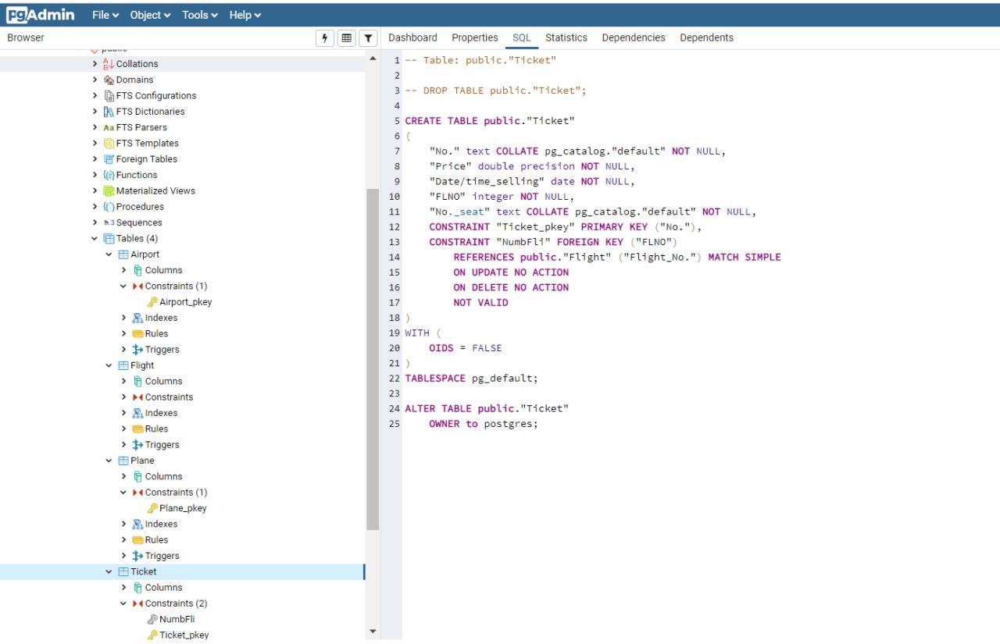 pgAdmin File Object Tools Help
Browser
Dashboard Properties SQL Statistics Dependencies Dependents
public
Collations
Domains
FTS Configurations
FTS Dictionaries
Aa FTS Parsers
FTS Templates
Foreign Tables
Functions
Materialized Views
Procedures
1..3 Sequences
Tables (4)
Airport
Columns
Constraints (1)
Airport_pkey
Indexes
Rules
Triggers
Flight
Columns
Constraints
Indexes
Rules
Triggers
Plane
Columns
Constraints (1)
Plane_pkey
Indexes
Rules
Triggers
Ticket
Columns
Constraints (2)
NumbFli
Ticket_pkey
1 -- Table: public."Ticket"
2
3 -- DROP TABLE public."Ticket";
4
5 CREATE TABLE public."Ticket"
6 (
7 "No." text COLLATE pg_catalog."default" NOT NULL,
8 "Price" double precision NOT NULL,
9 "Date/time_selling" date NOT NULL,
10 "FLNO" integer NOT NULL,
11 "No._seat" text COLLATE pg_catalog."default" NOT NULL,
12 CONSTRAINT "Ticket_pkey" PRIMARY KEY ("No."),
13 CONSTRAINT "NumbFli" FOREIGN KEY ("FLNO")
14 REFERENCES public."Flight" ("Flight_No.") MATCH SIMPLE
15 ON UPDATE NO ACTION
16 ON DELETE NO ACTION
17 NOT VALID
18 )
19 WITH (
20 OIDS = FALSE
21 )
22 TABLESPACE pg_default;
23
24 ALTER TABLE public."Ticket"
25 OWNER to postgres;